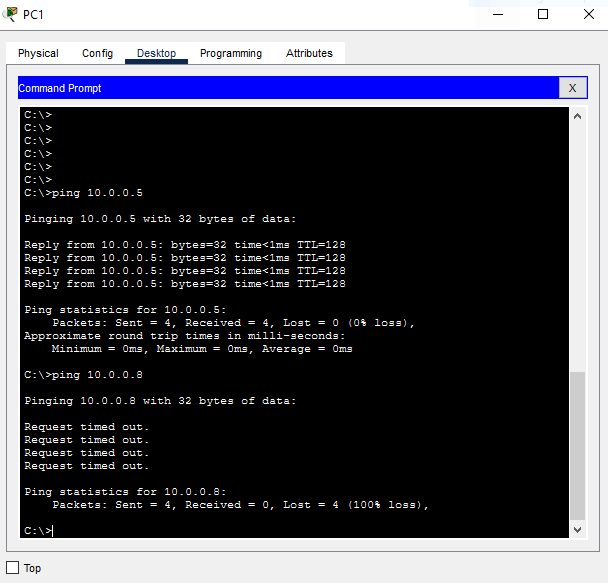 PC1
Physical Config Desktop Programming Attributes
Command Prompt X
C:\>
C:\>
C:\>
C:\>
C:\>
C:\>
C:\>ping 10.0.0.5
Pinging 10.0.0.5 with 32 bytes of data:
Reply from 10.0.0.5: bytes=32 time<1ms TTL=128
Reply from 10.0.0.5: bytes=32 time<1ms TTL=128
Reply from 10.0.0.5: bytes=32 time<1ms TTL=128
Reply from 10.0.0.5: bytes=32 time<1ms TTL=128
Ping statistics for 10.0.0.5:
    Packets: Sent = 4, Received = 4, Lost = 0 (0% loss),
Approximate round trip times in milli-seconds:
    Minimum = 0ms, Maximum = 0ms, Average = 0ms
C:\>ping 10.0.0.8
Pinging 10.0.0.8 with 32 bytes of data:
Request timed out.
Request timed out.
Request timed out.
Request timed out.
Ping statistics for 10.0.0.8:
    Packets: Sent = 4, Received = 0, Lost = 4 (100% loss),
C:\>
Top